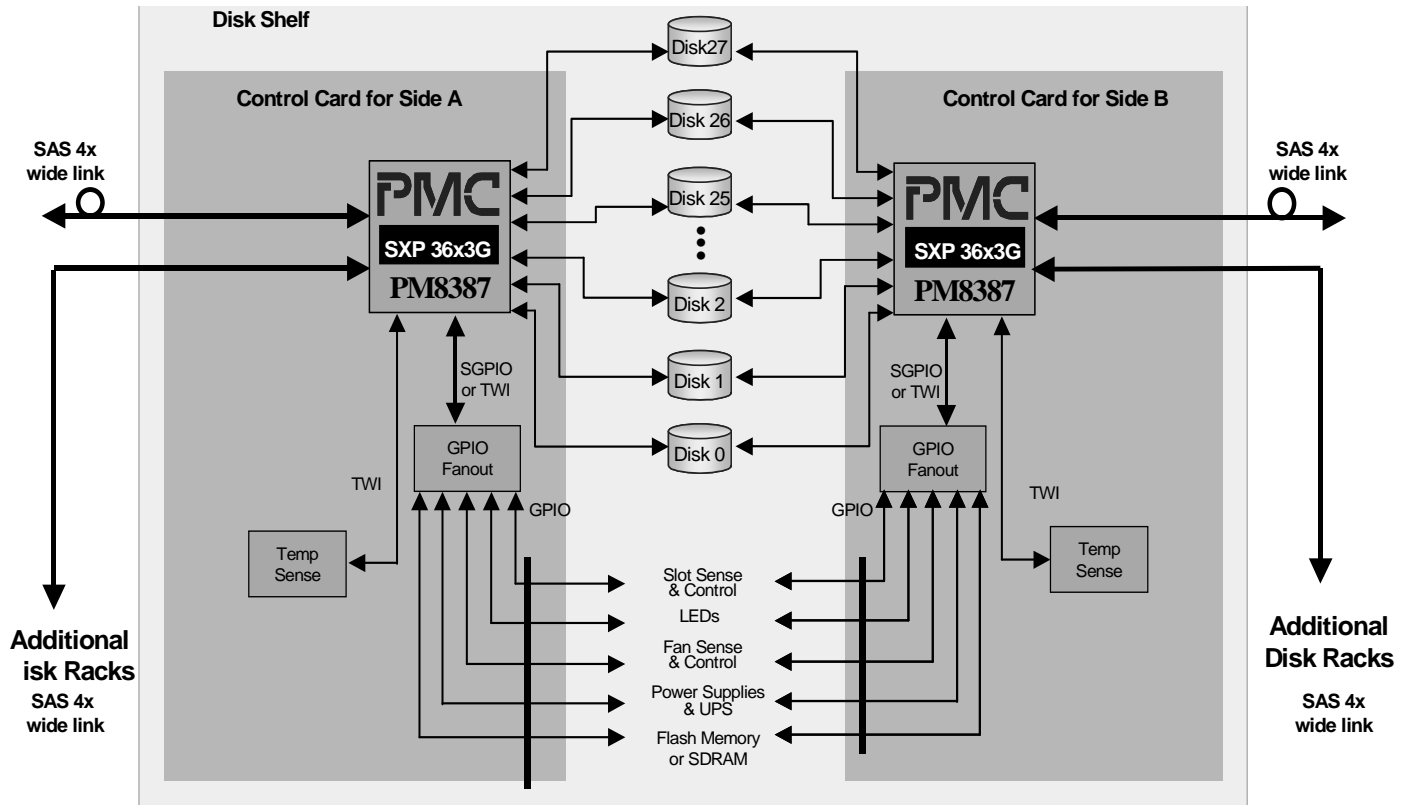 Disk Shelf
Control Card for Side A
Control Card for Side B
Disk27
Disk 26
Disk 25
Disk 2
Disk 1
Disk 0
SAS 4x
wide link
PMC
SXP 36x3G
PM8387
SGPIO
or TWI
GPIO
Fanout
TWI
GPIO
Temp
Sense
Additional
isk Racks
SAS 4x
wide link
Slot Sense
& Control
LEDs
Fan Sense
& Control
Power Supplies
& UPS
Flash Memory
or SDRAM
SAS 4x
wide link
PMC
SXP 36x3G
PM8387
SGPIO
or TWI
GPIO
Fanout
GPIO
TWI
Temp
Sense
Additional
Disk Racks
SAS 4x
wide link